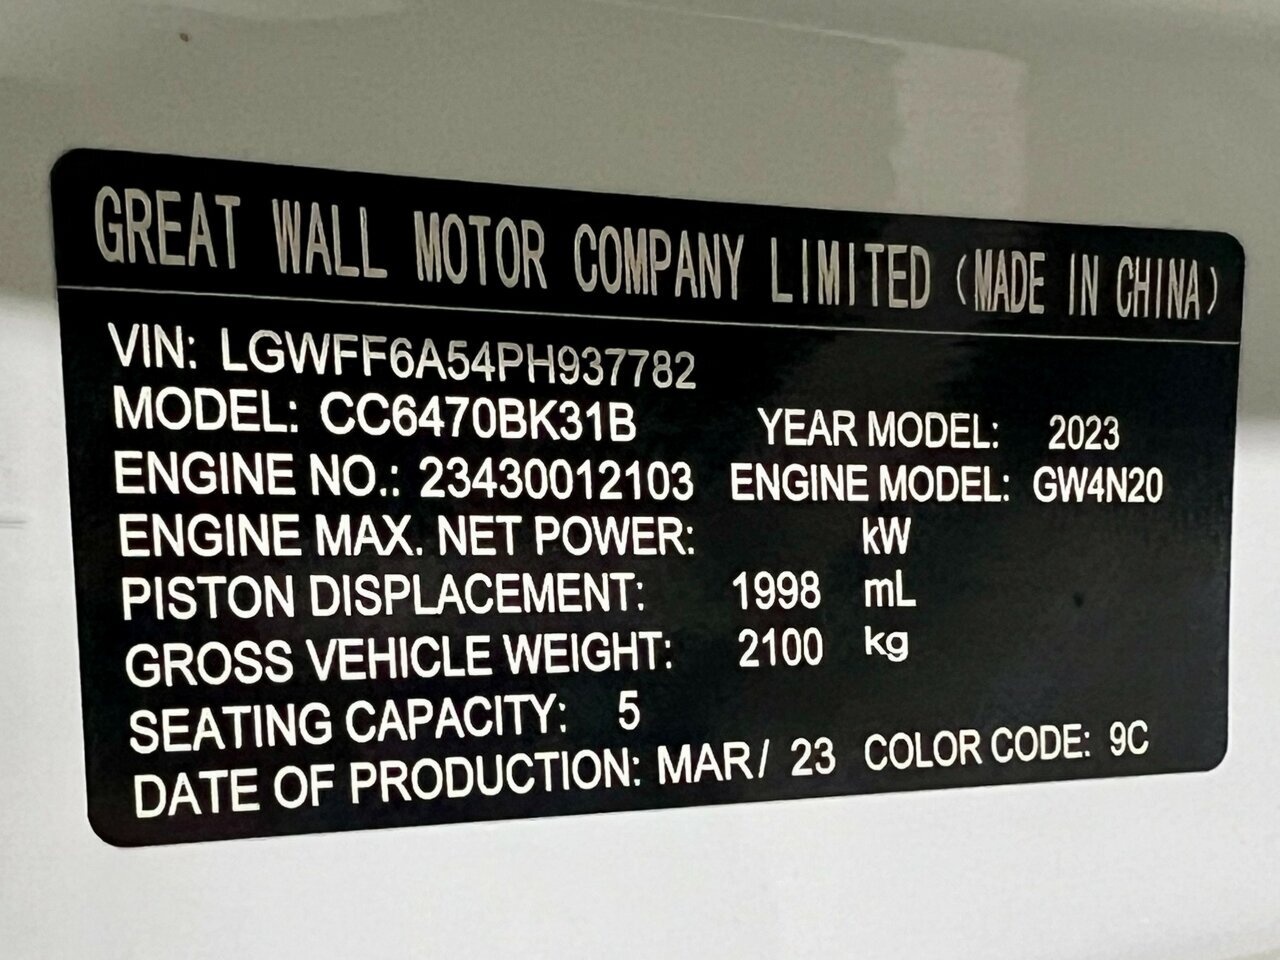 GREAT WALL MOTOR COMPANY LIMITED (MADE IN CHINA)
VIN: LGWFF6A54PH937782
MODEL: CC6470BK31B YEAR MODEL: 2023
ENGINE NO.: 23430012103 ENGINE MODEL: GW4N20
ENGINE MAX. NET POWER: kW
PISTON DISPLACEMENT: 1998 mL
GROSS VEHICLE WEIGHT: 2100 kg
SEATING CAPACITY: 5
DATE OF PRODUCTION: MAR/ 23 COLOR CODE: 9C